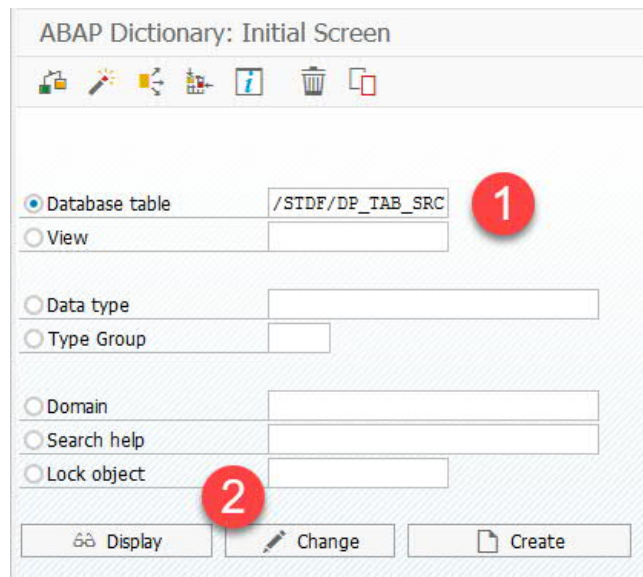 ABAP Dictionary: Initial Screen
i
Database table /STDF/DP_TAB_SRC 1
View
Data type
Type Group
Domain
Search help
Lock object
2
Display Change Create